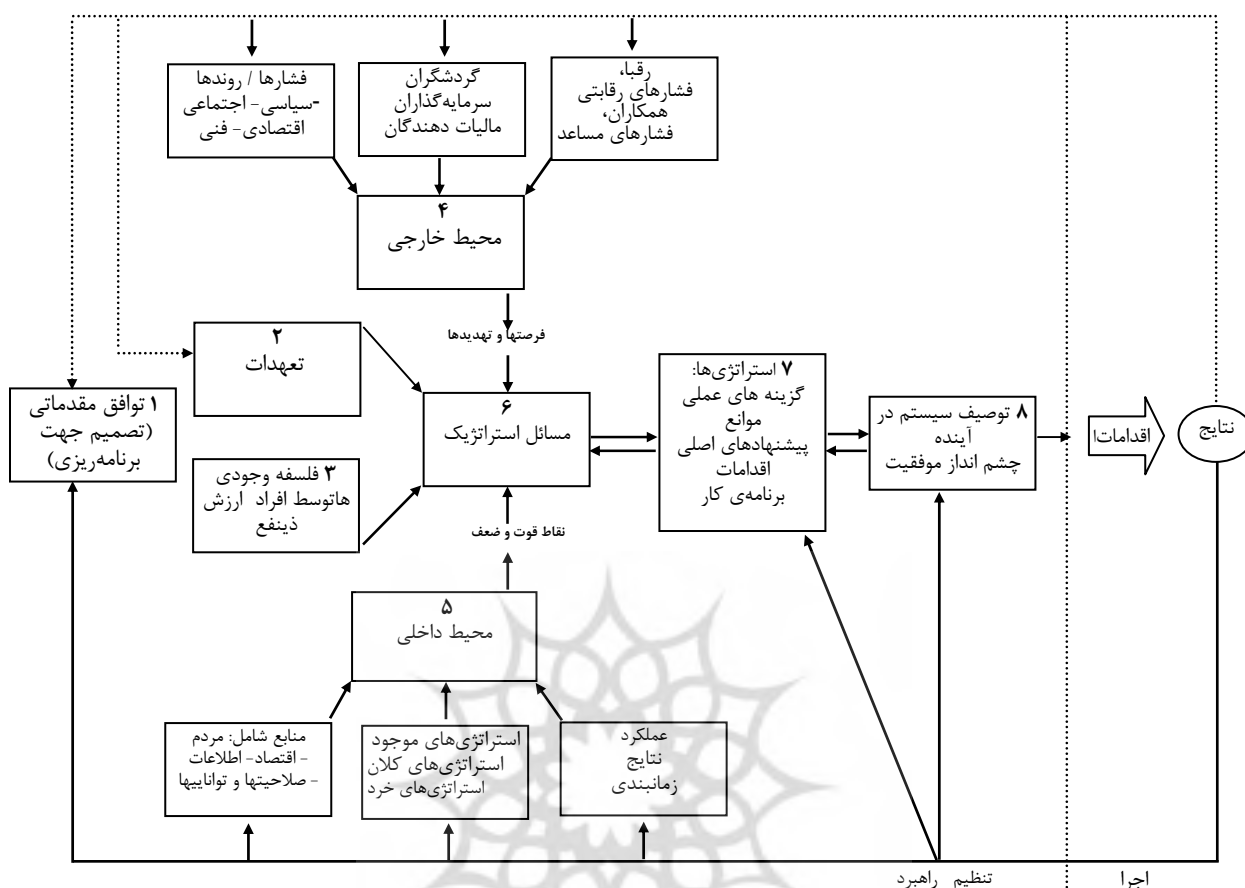 رقبا،
فشارهای رقابتی
همکاران،
فشارهای مساعد
گردشگران
سرمایه‌گذاران
مالیات دهندگان
فشارها / روندها
-سیاسی- اجتماعی
اقتصادی- فنی
۴
محیط خارجی
فرصتها و تهدیدها
۲
تعهدات
۱ توافق مقدماتی
(تصمیم جهت
برنامه‌ریزی)
۳ فلسفه وجودی
هاتوسط افراد ارزش
ذینفع
۶
مسائل استراتژیک
۷ استراتژی‌ها:
گزینه های عملی
موانع
پیشنهادهای اصلی
اقدامات
برنامه‌ی کار
۸ توصیف سیستم در
آینده
چشم انداز موفقیت
اقدامات!
نتایج
نقاط قوت و ضعف
۵
محیط داخلی
عملکرد
نتایج
زمانبندی
استراتژی‌های موجود
استراتژی‌های کلان
استراتژی‌های خرد
منابع شامل: مردم
- اقتصاد- اطلاعات
- صلاحیتها و تواناییها
اجرا
تنظیم راهبرد